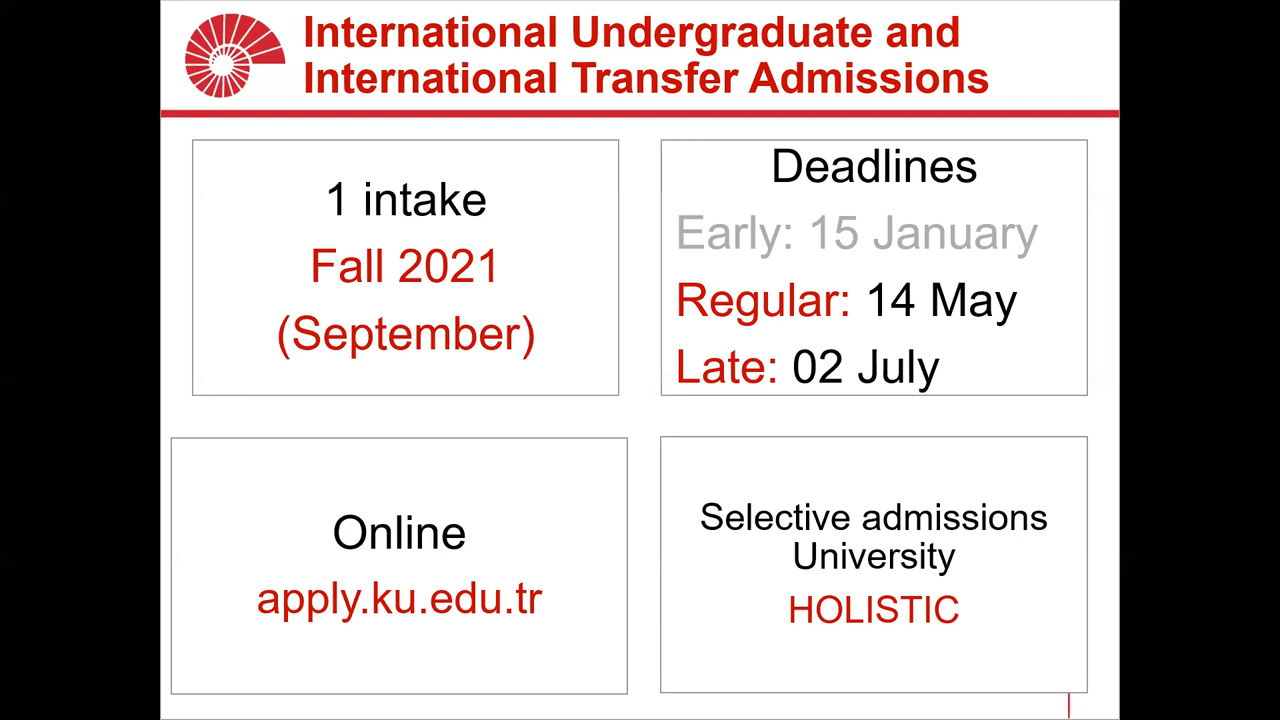 International Undergraduate and
International Transfer Admissions
1 intake
Fall 2021
(September)
Deadlines
Early: 15 January
Regular: 14 May
Late: 02 July
Online
apply.ku.edu.tr
Selective admissions
University
HOLISTIC